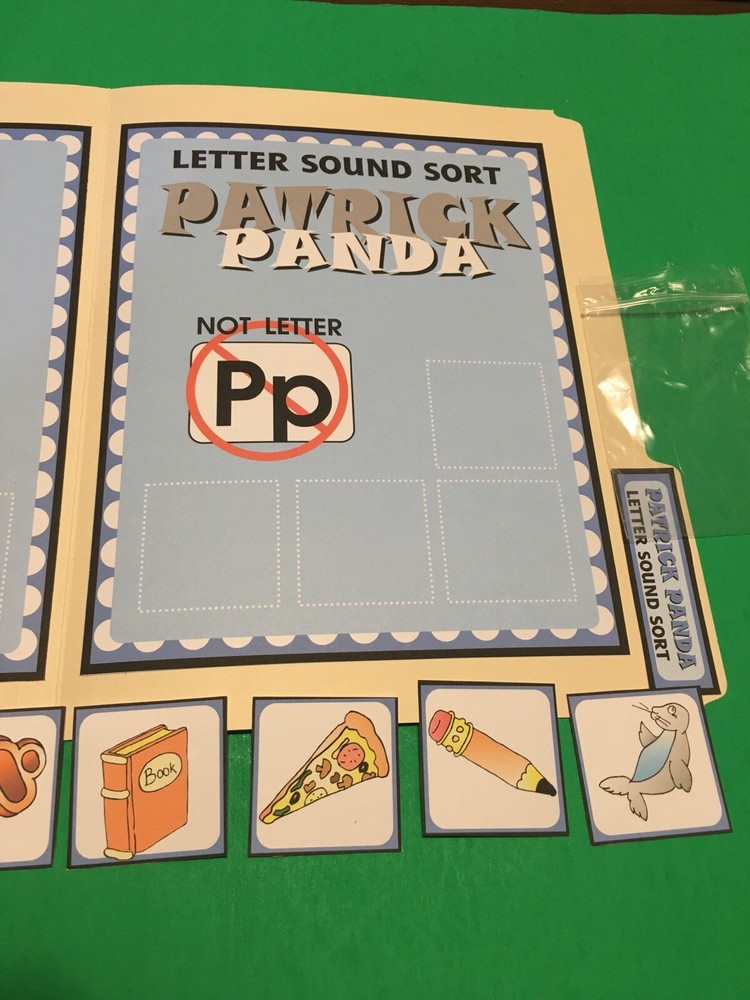 LETTER SOUND SORT
PATRICK
PANDA
NOT LETTER
Pp
PATRICK PANDA
LETTER SOUND SORT
Book